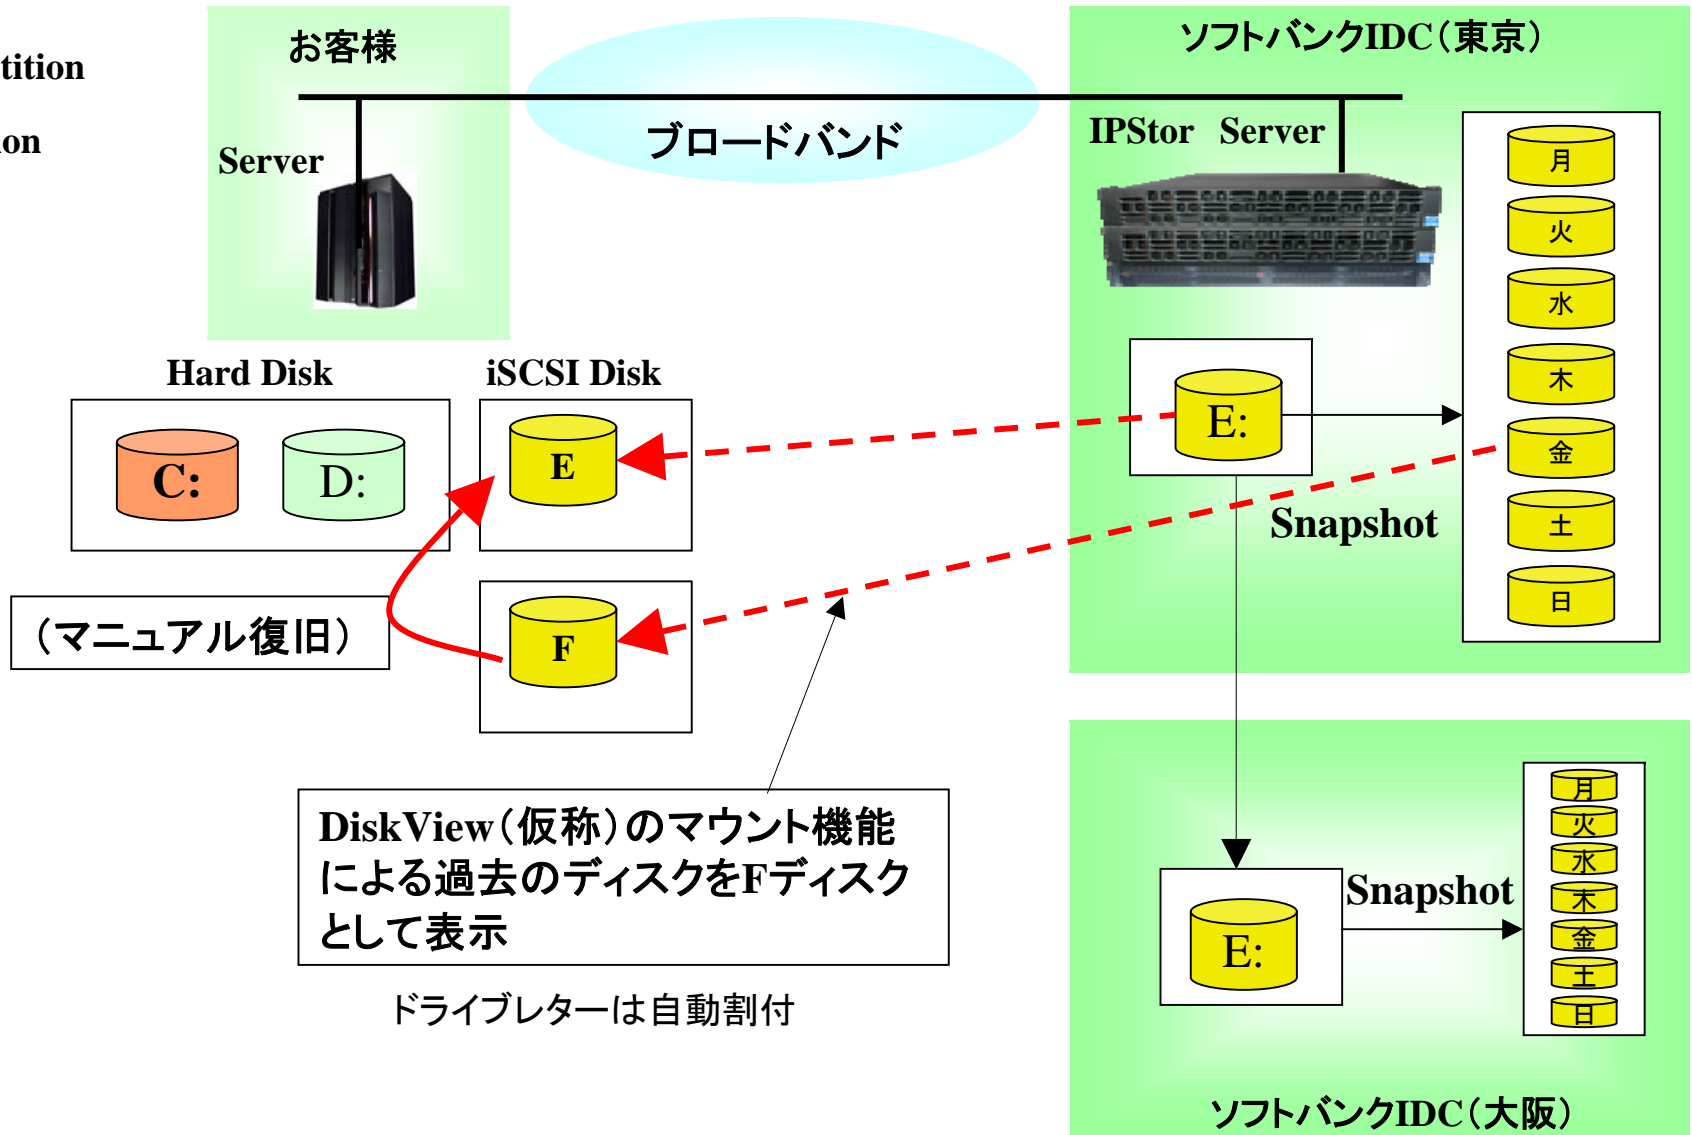 tition
ion
お客様
Server
ブロードバンド
ソフトバンクIDC（東京）
IPStor Server
月
火
水
木
金
土
日
Hard Disk
iSCSI Disk
C:
D:
E
E:
Snapshot
（マニュアル復旧）
F
DiskView（仮称）のマウント機能
による過去のディスクをFディスク
として表示
ドライブレターは自動割付
E:
Snapshot
月
火
水
木
金
土
日
ソフトバンクIDC（大阪）